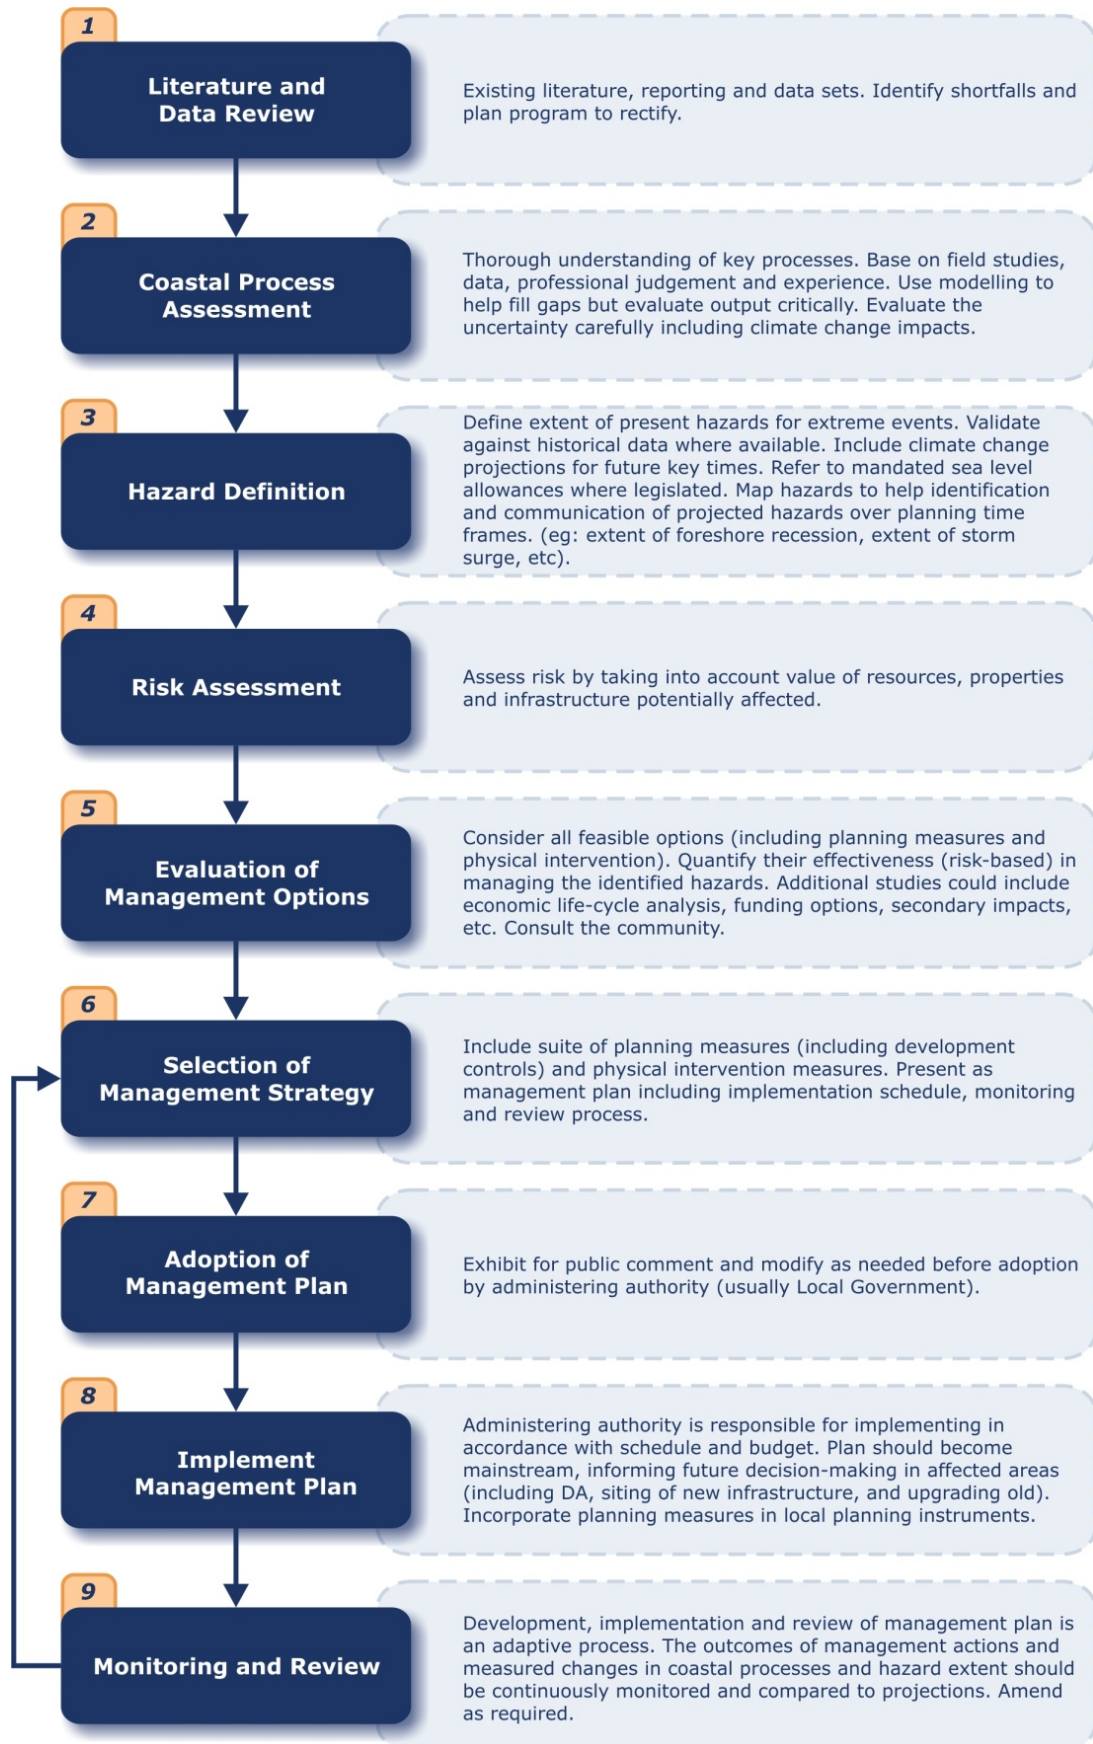 1
Literature and
Data Review
Existing literature, reporting and data sets. Identify shortfalls and
plan program to rectify.
2
Coastal Process
Assessment
Thorough understanding of key processes. Base on field studies,
data, professional judgement and experience. Use modelling to
help fill gaps but evaluate output critically. Evaluate the
uncertainty carefully including climate change impacts.
3
Hazard Definition
Define extent of present hazards for extreme events. Validate
against historical data where available. Include climate change
projections for future key times. Refer to mandated sea level
allowances where legislated. Map hazards to help identification
and communication of projected hazards over planning time
frames. (eg: extent of foreshore recession, extent of storm
surge, etc).
4
Risk Assessment
Assess risk by taking into account value of resources, properties
and infrastructure potentially affected.
5
Evaluation of
Management Options
Consider all feasible options (including planning measures and
physical intervention). Quantify their effectiveness (risk-based) in
managing the identified hazards. Additional studies could include
economic life-cycle analysis, funding options, secondary impacts,
etc. Consult the community.
6
Selection of
Management Strategy
Include suite of planning measures (including development
controls) and physical intervention measures. Present as
management plan including implementation schedule, monitoring
and review process.
7
Adoption of
Management Plan
Exhibit for public comment and modify as needed before adoption
by administering authority (usually Local Government).
8
Implement
Management Plan
Administering authority is responsible for implementing in
accordance with schedule and budget. Plan should become
mainstream, informing future decision-making in affected areas
(including DA, siting of new infrastructure, and upgrading old).
Incorporate planning measures in local planning instruments.
9
Monitoring and Review
Development, implementation and review of management plan is
an adaptive process. The outcomes of management actions and
measured changes in coastal processes and hazard extent should
be continuously monitored and compared to projections. Amend
as required.